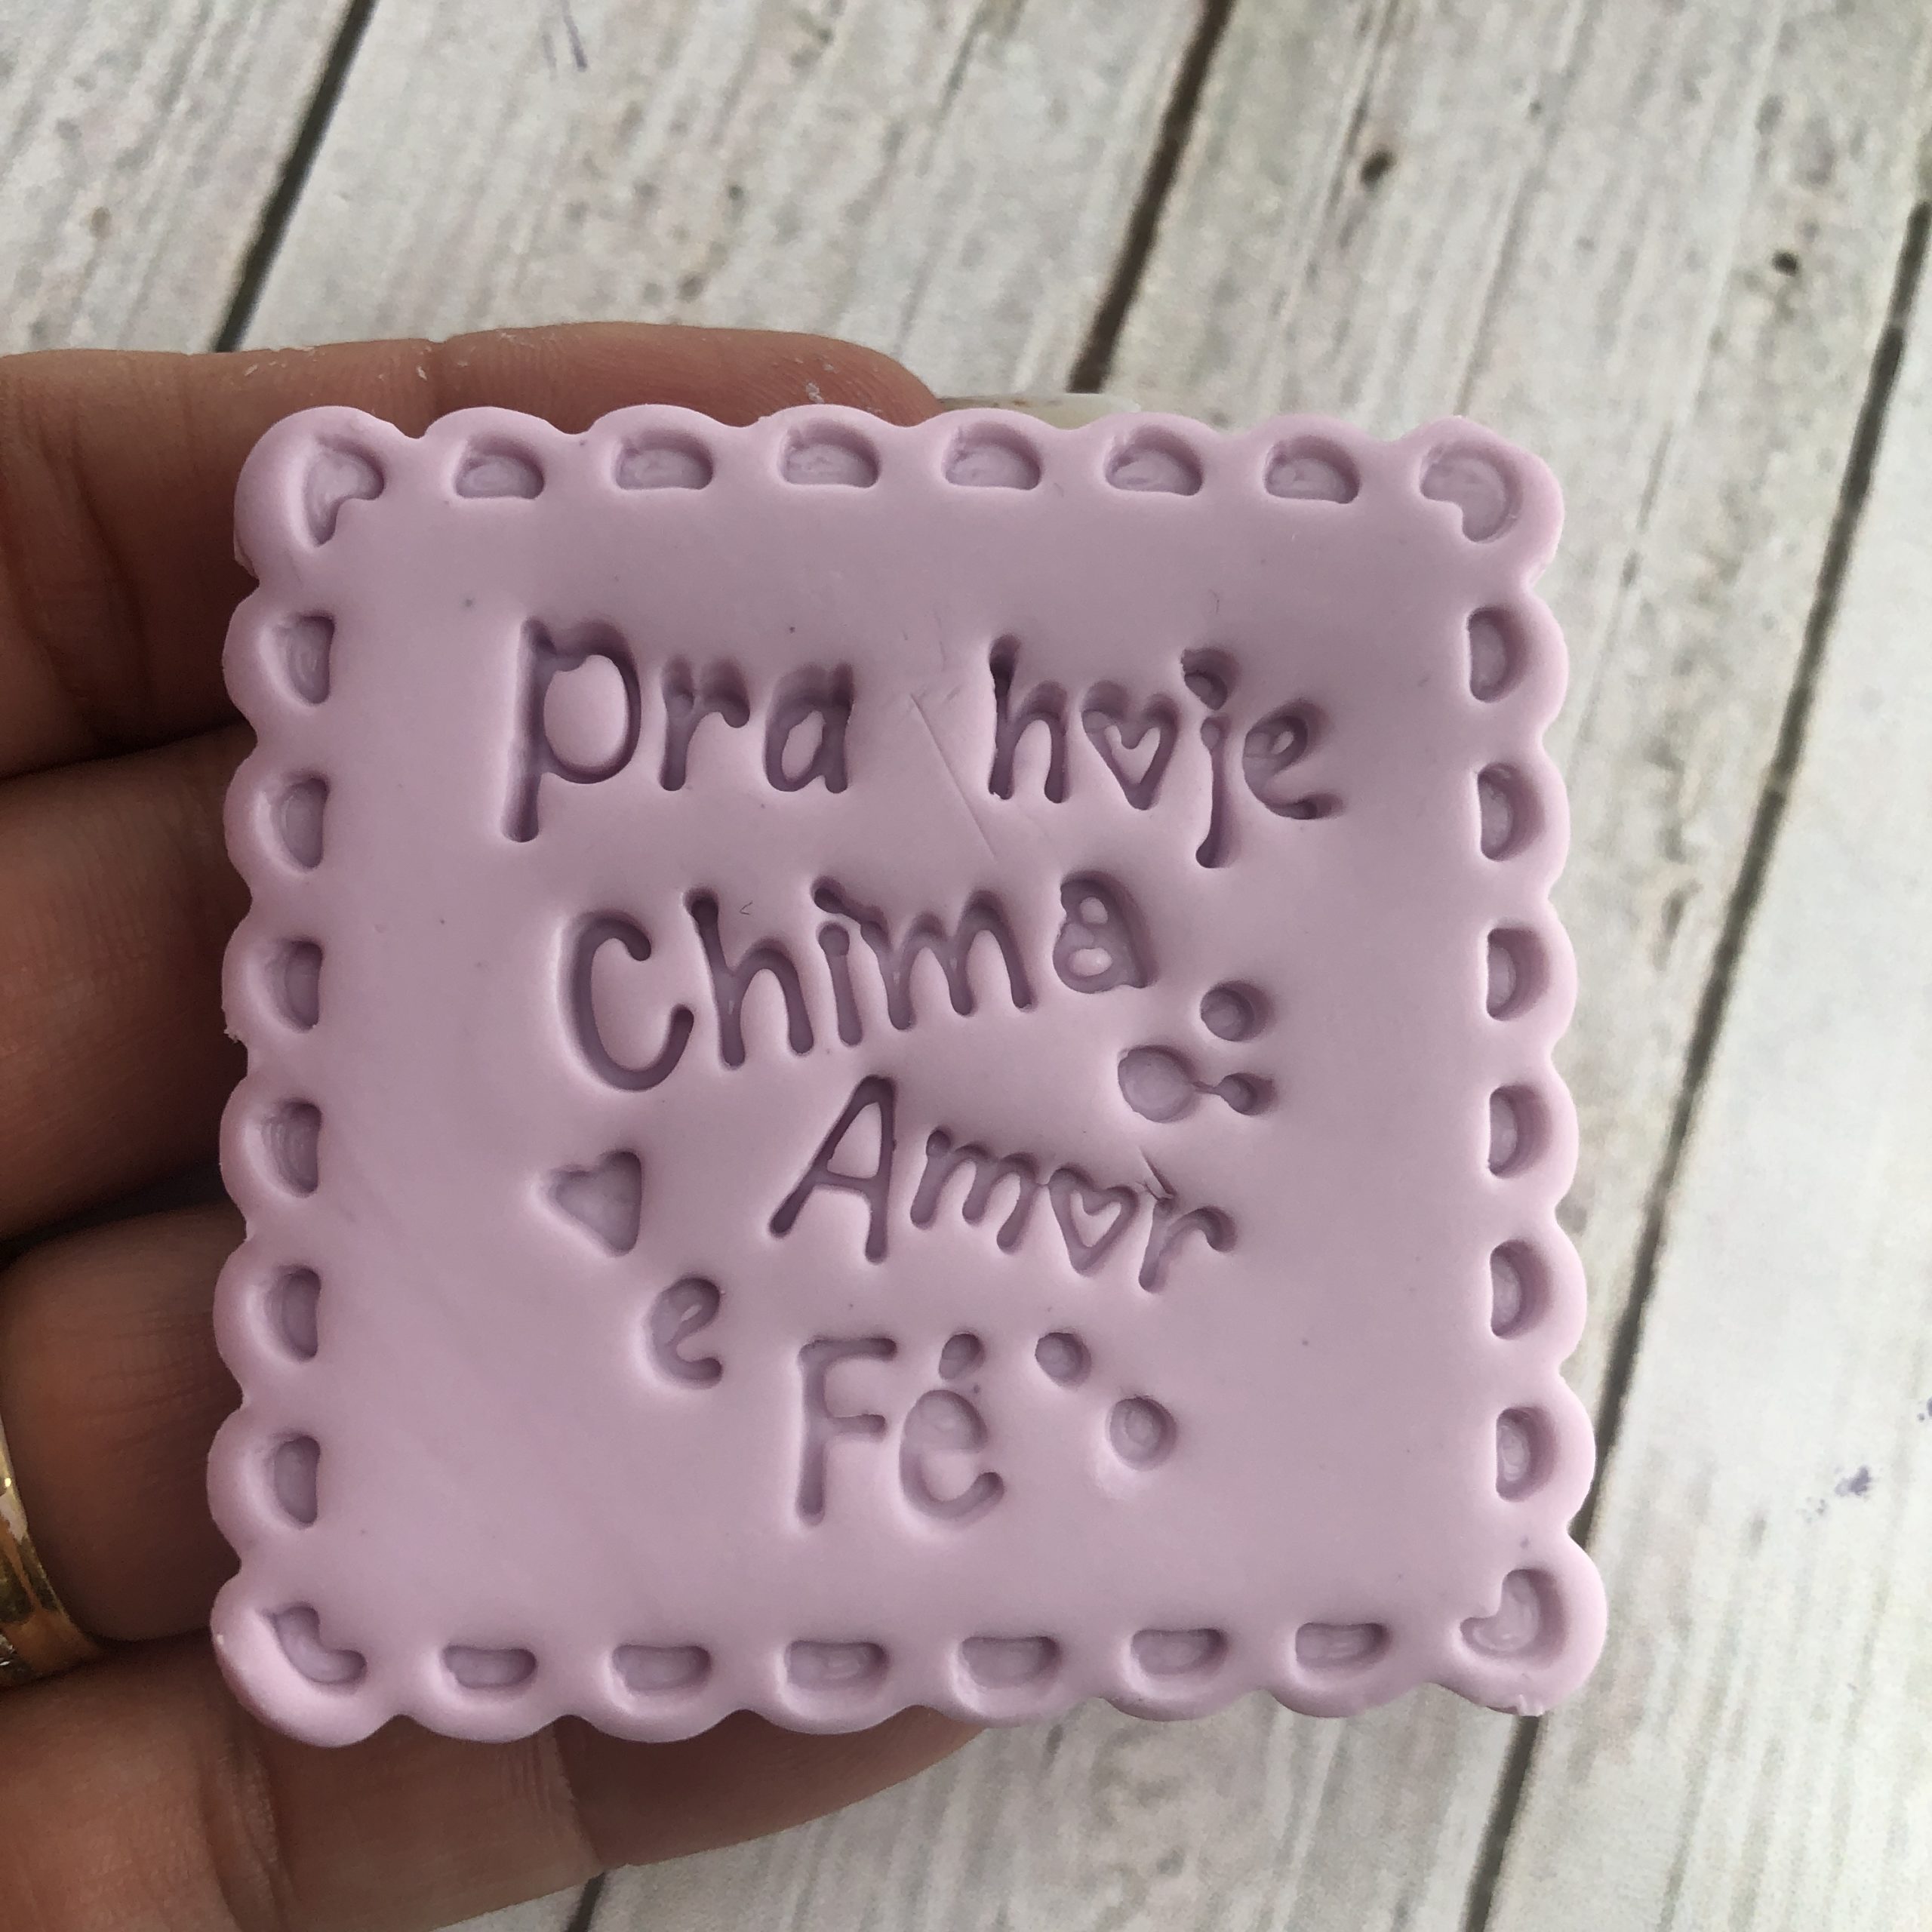 pra hoje
Chima
Amor
e
Fé